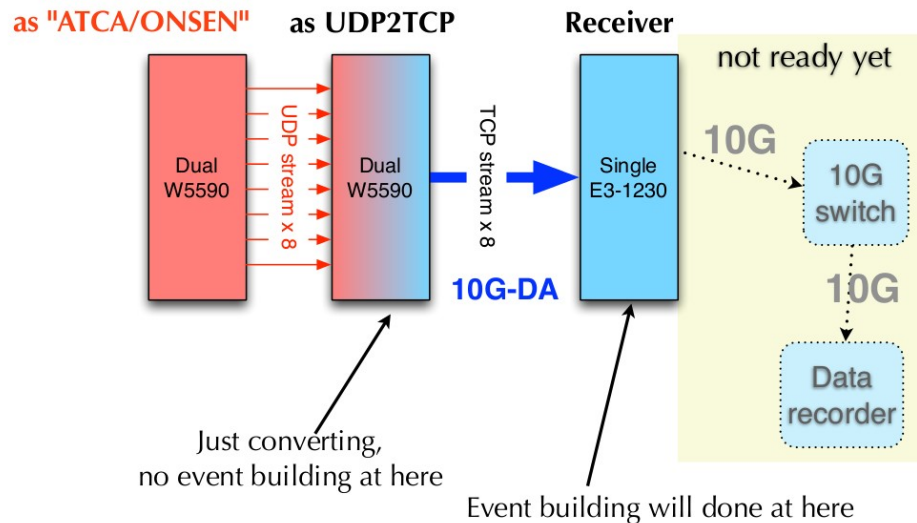 as "ATCA/ONSEN"
as UDP2TCP
Receiver
not ready yet
Dual
W5590
UDP stream x 8
Dual
W5590
TCP stream x 8
10G-DA
Single
E3-1230
10G
10G
switch
10G
Data
recorder
Just converting,
no event building at here
Event building will done at here